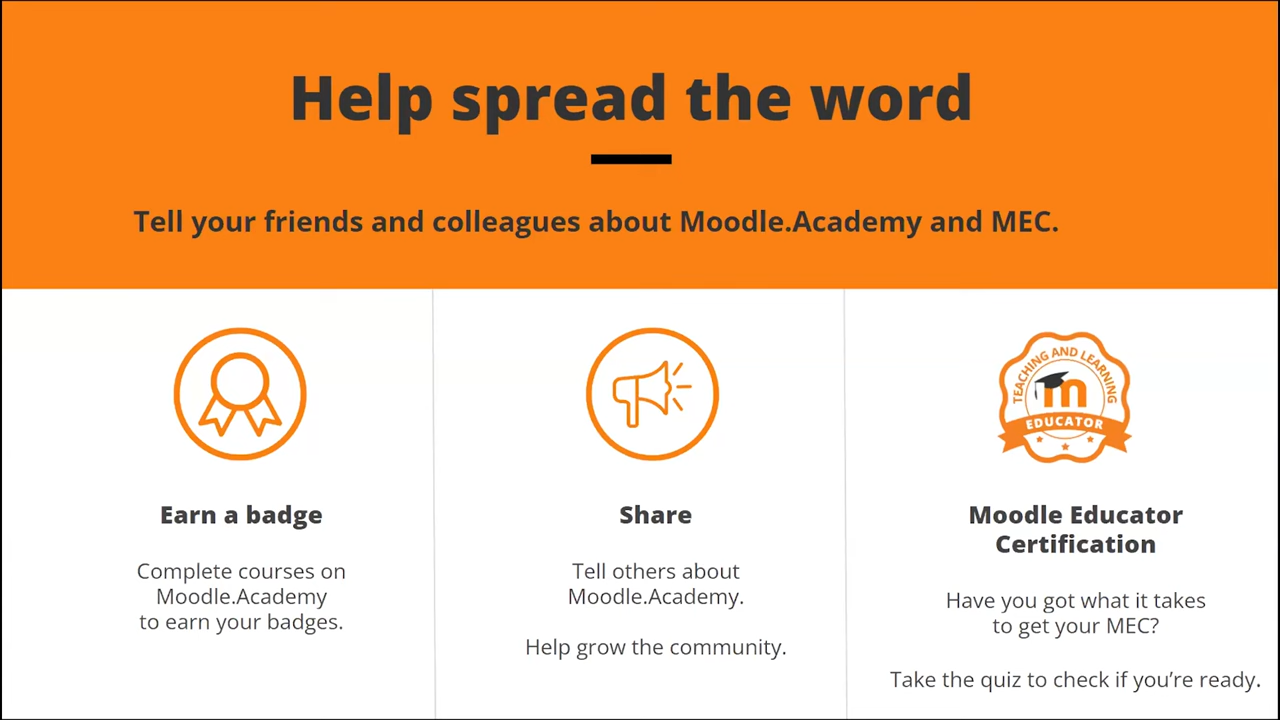 Help spread the word
Tell your friends and colleagues about Moodle.Academy and MEC.
Earn a badge
Complete courses on
Moodle.Academy
to earn your badges.
Share
Tell others about
Moodle.Academy.
Help grow the community.
TEACHING AND LEARNING
m
EDUCATOR
Moodle Educator
Certification
Have you got what it takes
to get your MEC?
Take the quiz to check if you’re ready.